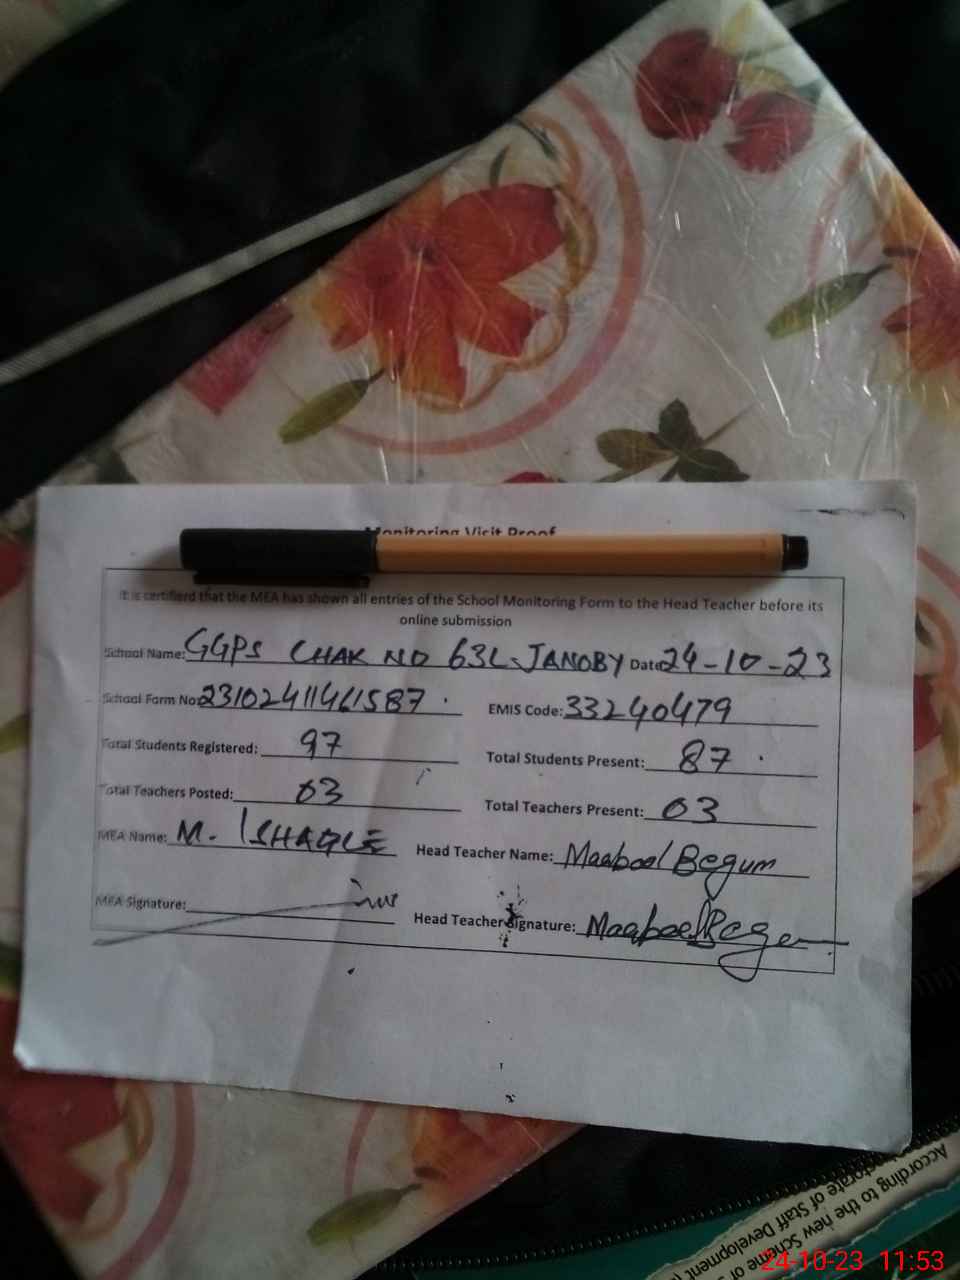 Monitoring Visit Proof
It is certifierd that the MEA has shown all entries of the School Monitoring Form to the Head Teacher before its
online submission
School Name: GGPS CHAK NO 63L JANOBY Date 24-10-23
School Form No: 23102411461587 EMIS Code: 33240479
Total Students Registered: 97 Total Students Present: 87
Total Teachers Posted: 03 Total Teachers Present: 03
MEA Name: M. ISHAQUE Head Teacher Name: Maqbool Begum
MEA Signature: Head Teacher Signature: Maqbool Begum
According to the new Scheme of
Directorate of Staff Development
24-10-23 11:53